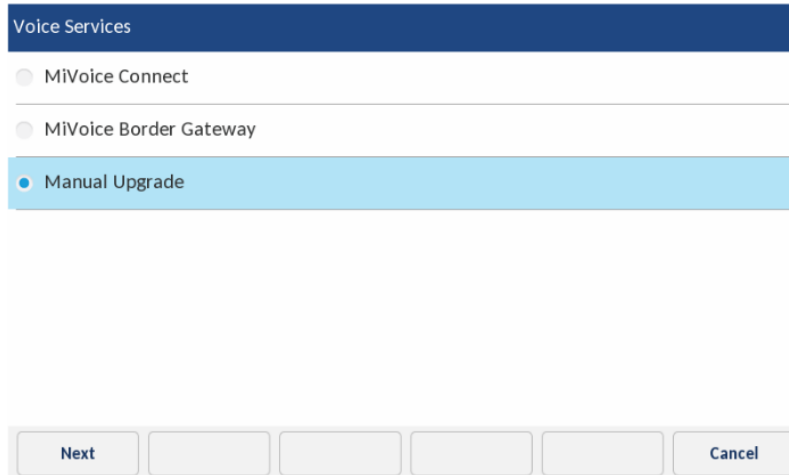 Voice Services
MiVoice Connect
MiVoice Border Gateway
Manual Upgrade
Next
Cancel